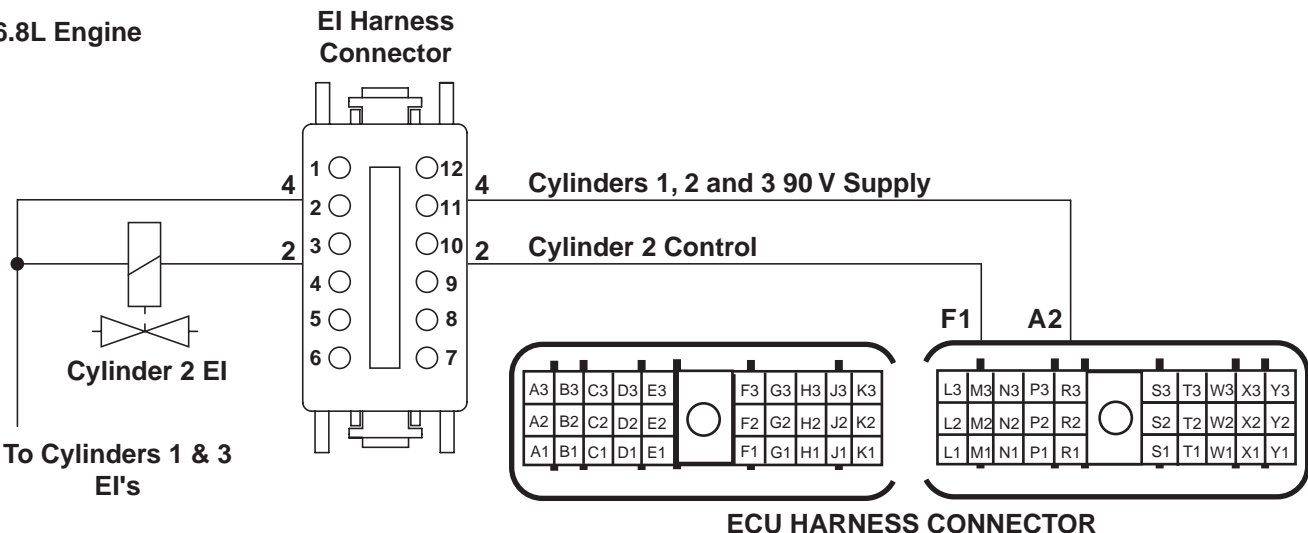 6.8L Engine
EI Harness
Connector
1 12
4 4 Cylinders 1, 2 and 3 90 V Supply
2 11
2 3 10 2 Cylinder 2 Control
4 9
5 8
6 7
F1 A2
Cylinder 2 EI
To Cylinders 1 & 3
EI's
A3 B3 C3 D3 E3 F3 G3 H3 J3 K3
A2 B2 C2 D2 E2 F2 G2 H2 J2 K2
A1 B1 C1 D1 E1 F1 G1 H1 J1 K1
L3 M3 N3 P3 R3 S3 T3 W3 X3 Y3
L2 M2 N2 P2 R2 S2 T2 W2 X2 Y2
L1 M1 N1 P1 R1 S1 T1 W1 X1 Y1
ECU HARNESS CONNECTOR